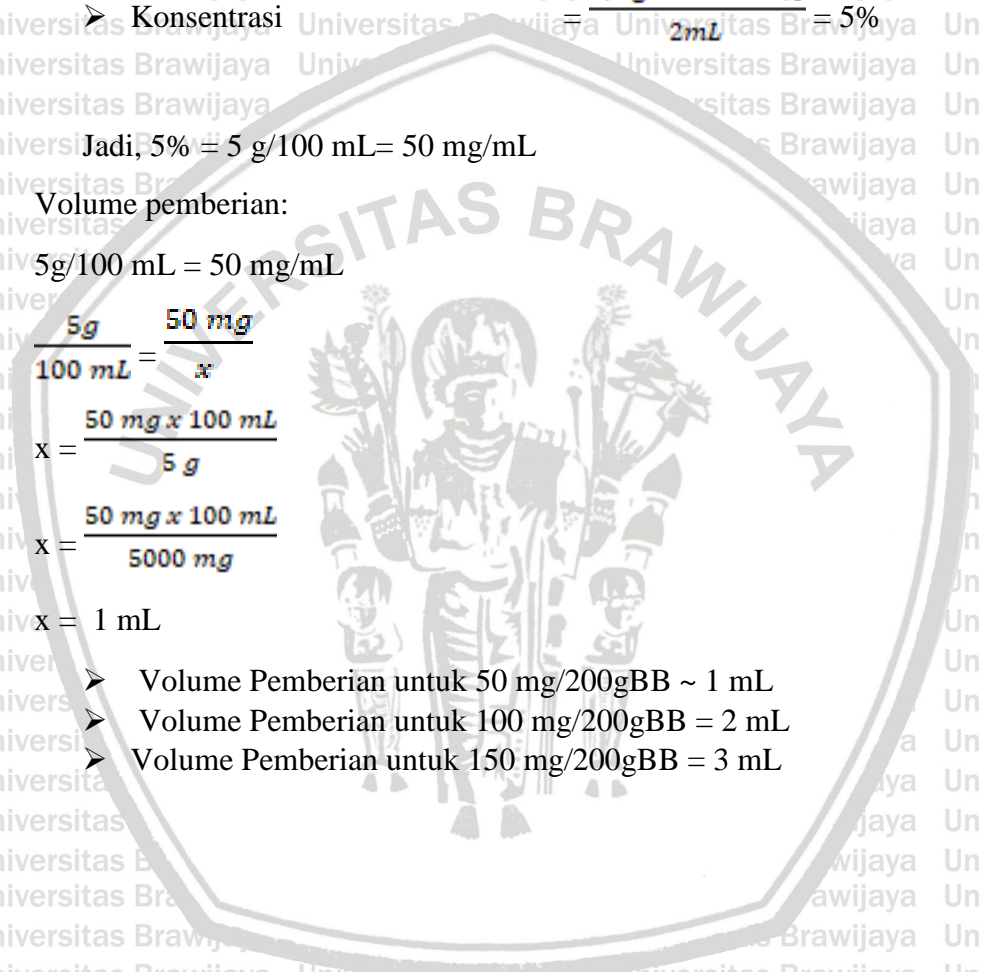 ➢ Konsentrasi = 2mL = 5%
Jadi, 5% = 5 g/100 mL= 50 mg/mL
Volume pemberian:
5g/100 mL = 50 mg/mL
5g / 100 mL = 50 mg / x
x = 50 mg x 100 mL / 5 g
x = 50 mg x 100 mL / 5000 mg
x = 1 mL
➢ Volume Pemberian untuk 50 mg/200gBB ~ 1 mL
➢ Volume Pemberian untuk 100 mg/200gBB = 2 mL
➢ Volume Pemberian untuk 150 mg/200gBB = 3 mL
UNIVERSITAS BRAWIJAYA